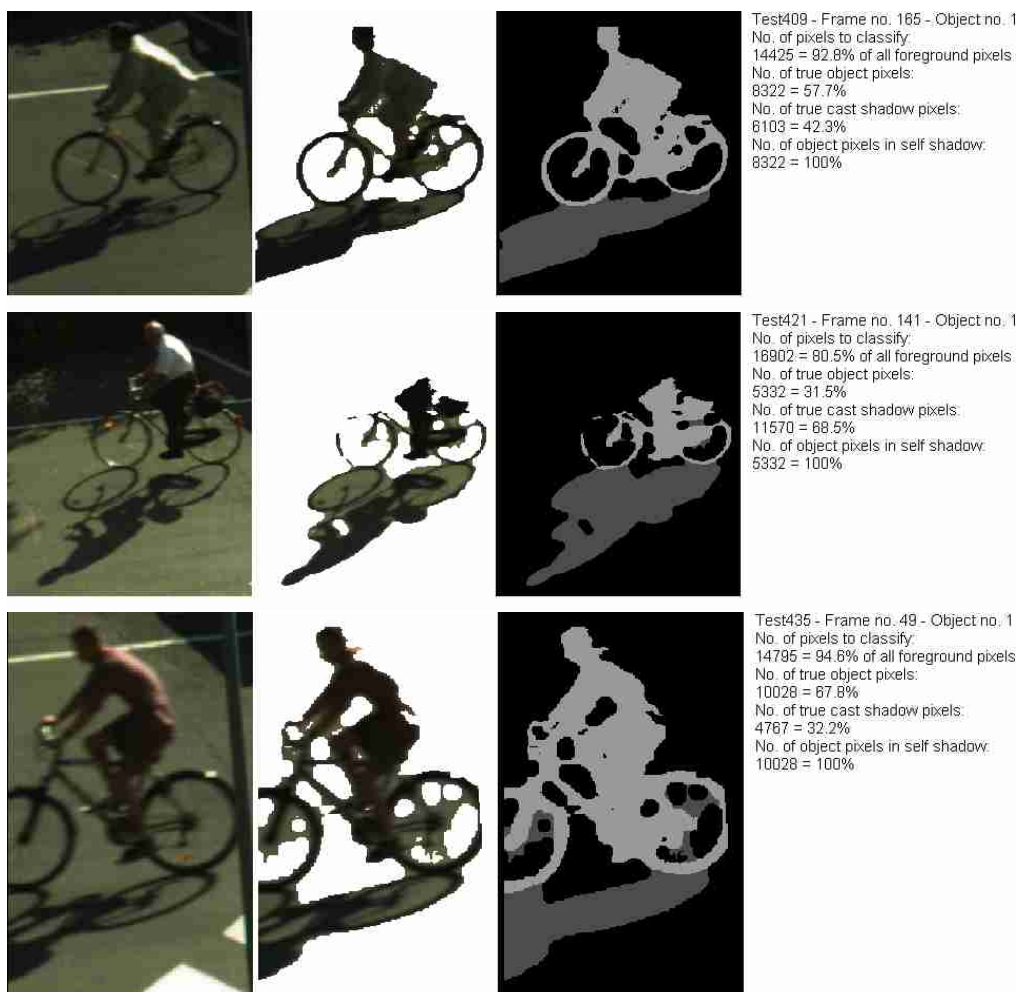 Test409 - Frame no. 165 - Object no. 1
No. of pixels to classify:
14425 = 92.8% of all foreground pixels
No. of true object pixels:
8322 = 57.7%
No. of true cast shadow pixels:
6103 = 42.3%
No. of object pixels in self shadow:
8322 = 100%
Test421 - Frame no. 141 - Object no. 1
No. of pixels to classify:
16902 = 80.5% of all foreground pixels
No. of true object pixels:
5332 = 31.5%
No. of true cast shadow pixels:
11570 = 68.5%
No. of object pixels in self shadow:
5332 = 100%
Test435 - Frame no. 49 - Object no. 1
No. of pixels to classify:
14795 = 94.6% of all foreground pixels
No. of true object pixels:
10028 = 67.8%
No. of true cast shadow pixels:
4767 = 32.2%
No. of object pixels in self shadow:
10028 = 100%